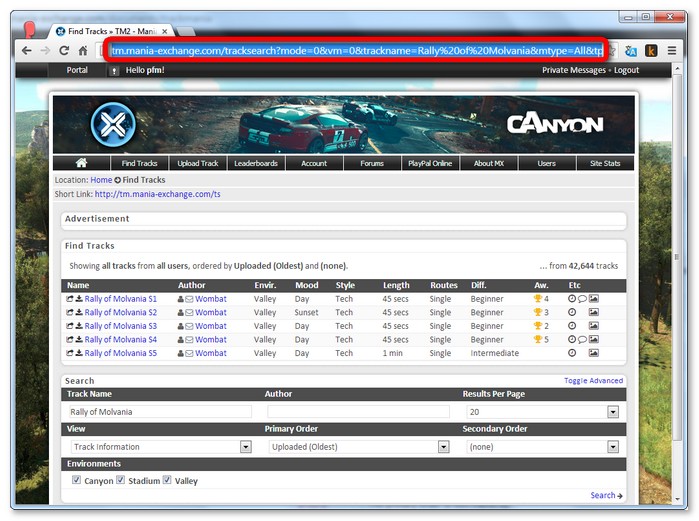 Find Tracks » TM2 - Mani
tm.mania-exchange.com/tracksearch?mode=0&vm=0&trackname=Rally%20of%20Molvania&mtype=All&tp
Portal Hello pfm! Private Messages - Logout
CANYON
Find Tracks Upload Track Leaderboards Account Forums PlayPal Online About MX Users Site Stats
Location: Home Find Tracks
Short Link: http://tm.mania-exchange.com/ts
Advertisement
Find Tracks
Showing all tracks from all users, ordered by Uploaded (Oldest) and (none). ... from 42,644 tracks
Name Author Envir. Mood Style Length Routes Diff. Aw. Etc
Rally of Molvania S1 Wombat Valley Day Tech 45 secs Single Beginner 4
Rally of Molvania S2 Wombat Valley Sunset Tech 45 secs Single Beginner 3
Rally of Molvania S3 Wombat Valley Day Tech 45 secs Single Beginner 2
Rally of Molvania S4 Wombat Valley Day Tech 45 secs Single Beginner 5
Rally of Molvania S5 Wombat Valley Day Tech 1 min Single Intermediate
Search Toggle Advanced
Track Name Author Results Per Page
Rally of Molvania 20
View Primary Order Secondary Order
Track Information Uploaded (Oldest) (none)
Environments
Canyon Stadium Valley
Search